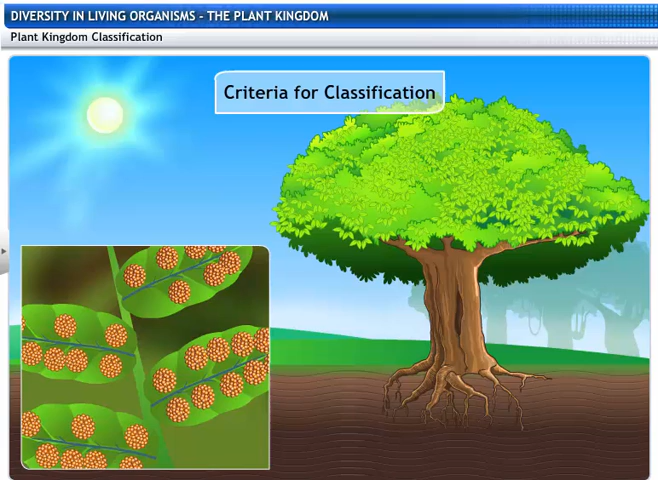 DIVERSITY IN LIVING ORGANISMS - THE PLANT KINGDOM
Plant Kingdom Classification
Criteria for Classification